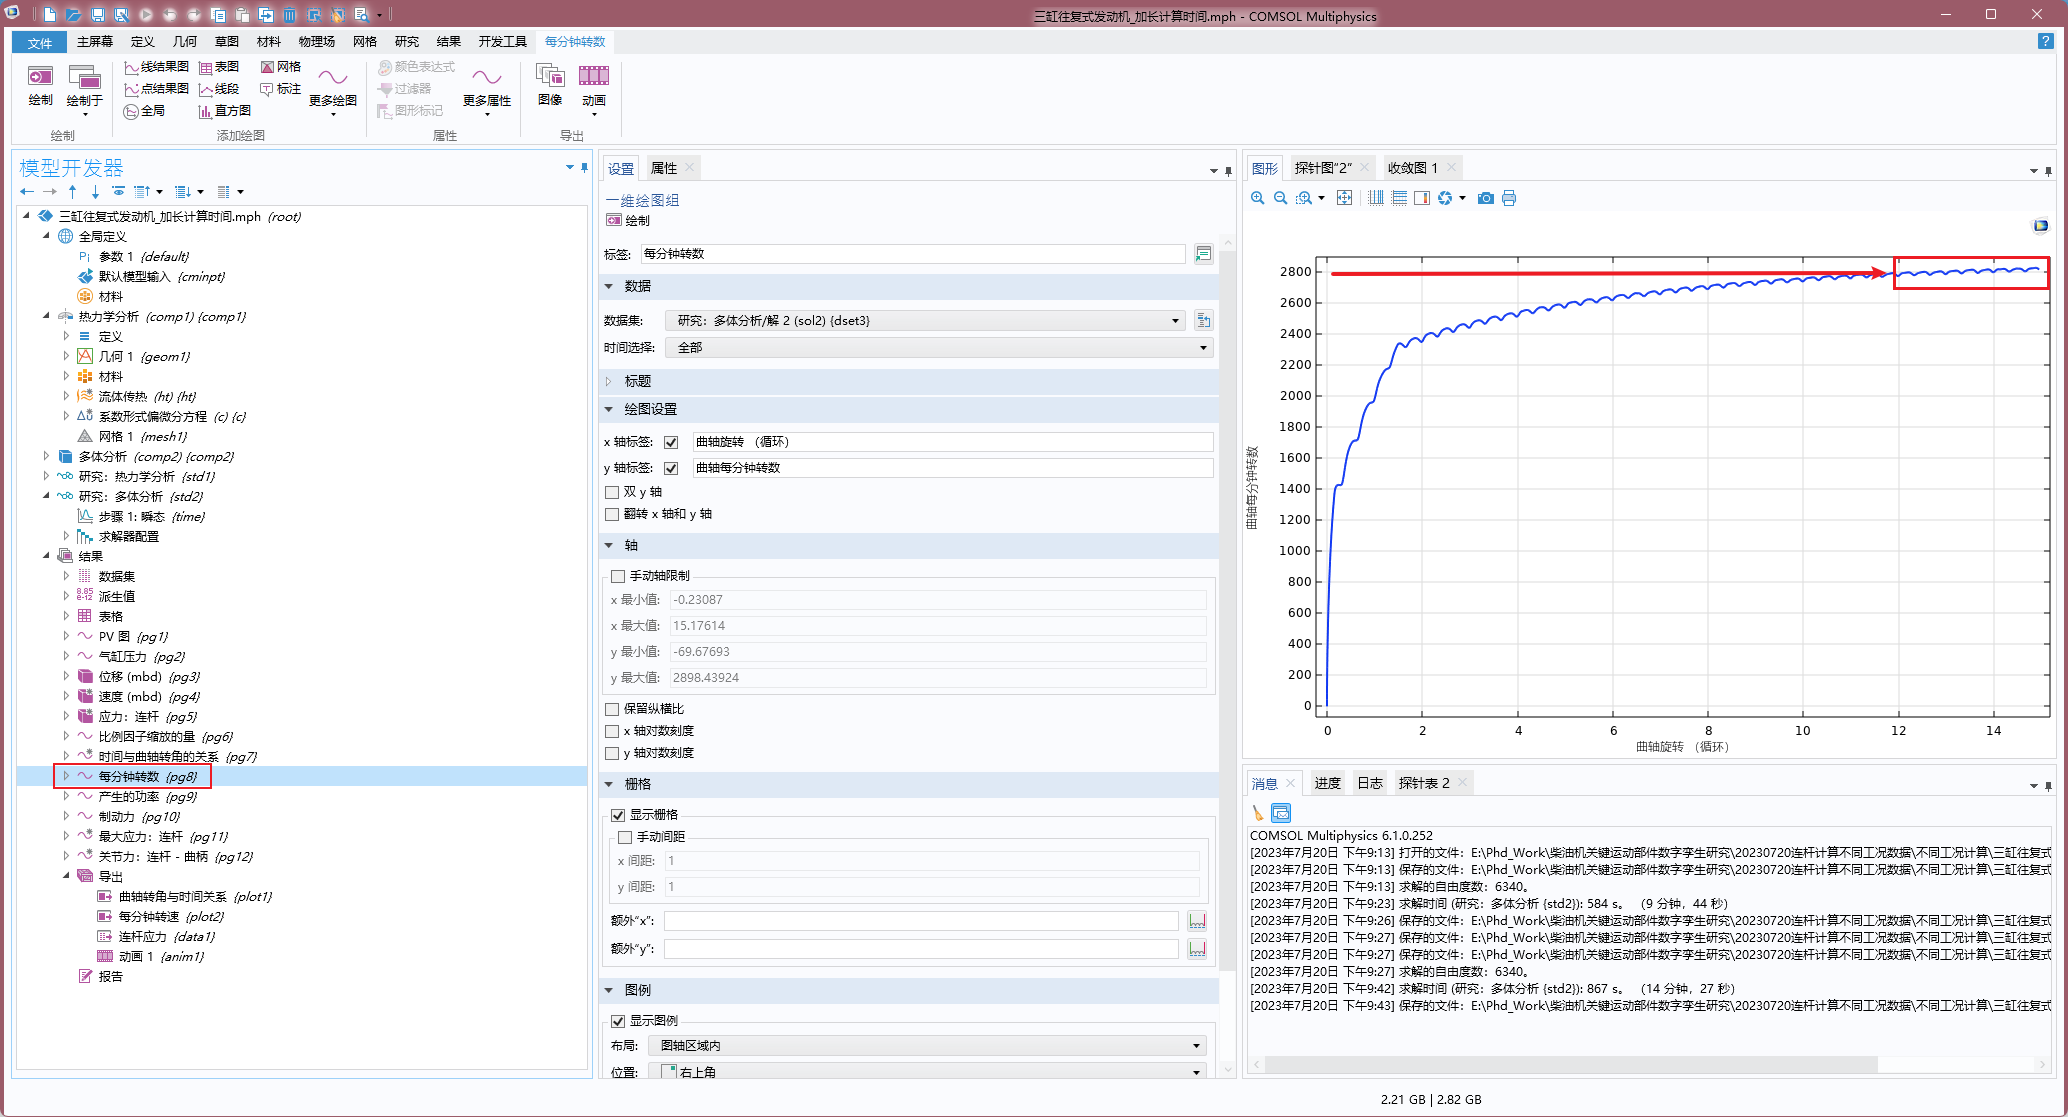 三缸往复式发动机_加长计算时间.mph - COMSOL Multiphysics
文件 主屏幕 定义 几何 草图 材料 物理场 网格 研究 结果 开发工具 每分钟转数
?
绘制 绘制于
绘制
线结果图 表图 网格
点结果图 线段 标注
全局 直方图
更多绘图
添加绘图
颜色表达式
过滤器
图形标记
更多属性
属性
图像 动画
导出
模型开发器
三缸往复式发动机_加长计算时间.mph (root)
全局定义
Pi 参数 1 {default}
默认模型输入 {cminpt}
材料
热力学分析 (comp1) {comp1}
定义
几何 1 {geom1}
材料
流体传热 (ht) {ht}
Δu 系数形式偏微分方程 (c) {c}
网格 1 {mesh1}
多体分析 (comp2) {comp2}
研究：热力学分析 {std1}
研究：多体分析 {std2}
步骤 1: 瞬态 {time}
求解器配置
结果
数据集
8.85
e-12 派生值
表格
PV 图 {pg1}
气缸压力 {pg2}
位移 (mbd) {pg3}
速度 (mbd) {pg4}
应力：连杆 {pg5}
比例因子缩放的量 {pg6}
时间与曲轴转角的关系 {pg7}
每分钟转数 {pg8}
产生的功率 {pg9}
制动力 {pg10}
最大应力：连杆 {pg11}
关节力：连杆 - 曲柄 {pg12}
导出
曲轴转角与时间关系 {plot1}
每分钟转速 {plot2}
连杆应力 {data1}
动画 1 {anim1}
报告
设置 属性
一维绘图组
绘制
标签: 每分钟转数
数据
数据集: 研究：多体分析/解 2 (sol2) {dset3}
时间选择: 全部
标题
绘图设置
x 轴标签: 曲轴旋转 （循环）
y 轴标签: 曲轴每分钟转数
双 y 轴
翻转 x 轴和 y 轴
轴
手动轴限制
x 最小值: -0.23087
x 最大值: 15.17614
y 最小值: -69.67693
y 最大值: 2898.43924
保留纵横比
x 轴对数刻度
y 轴对数刻度
栅格
显示栅格
手动间距
x 间距: 1
y 间距: 1
额外“x”:
额外“y”:
图例
显示图例
布局: 图轴区域内
位置: 右上角
图形 探针图“2” 收敛图 1
2800
2600
2400
2200
2000
1800
1600
1400
1200
1000
800
600
400
200
0
曲轴每分钟转数
0 2 4 6 8 10 12 14
曲轴旋转 （循环）
消息 进度 日志 探针表 2
COMSOL Multiphysics 6.1.0.252
[2023年7月20日 下午9:13] 打开的文件：E:\Phd_Work\柴油机关键运动部件数字孪生研究\20230720连杆计算不同工况数据\不同工况计算\三缸往复式
[2023年7月20日 下午9:13] 保存的文件：E:\Phd_Work\柴油机关键运动部件数字孪生研究\20230720连杆计算不同工况数据\不同工况计算\三缸往复式
[2023年7月20日 下午9:13] 求解的自由度数：6340。
[2023年7月20日 下午9:23] 求解时间 (研究：多体分析 {std2}): 584 s。 （9 分钟，44 秒）
[2023年7月20日 下午9:26] 保存的文件：E:\Phd_Work\柴油机关键运动部件数字孪生研究\20230720连杆计算不同工况数据\不同工况计算\三缸往复式
[2023年7月20日 下午9:27] 保存的文件：E:\Phd_Work\柴油机关键运动部件数字孪生研究\20230720连杆计算不同工况数据\不同工况计算\三缸往复式
[2023年7月20日 下午9:27] 保存的文件：E:\Phd_Work\柴油机关键运动部件数字孪生研究\20230720连杆计算不同工况数据\不同工况计算\三缸往复式
[2023年7月20日 下午9:27] 求解的自由度数：6340。
[2023年7月20日 下午9:42] 求解时间 (研究：多体分析 {std2}): 867 s。 （14 分钟，27 秒）
[2023年7月20日 下午9:43] 保存的文件：E:\Phd_Work\柴油机关键运动部件数字孪生研究\20230720连杆计算不同工况数据\不同工况计算\三缸往复式
2.21 GB | 2.82 GB